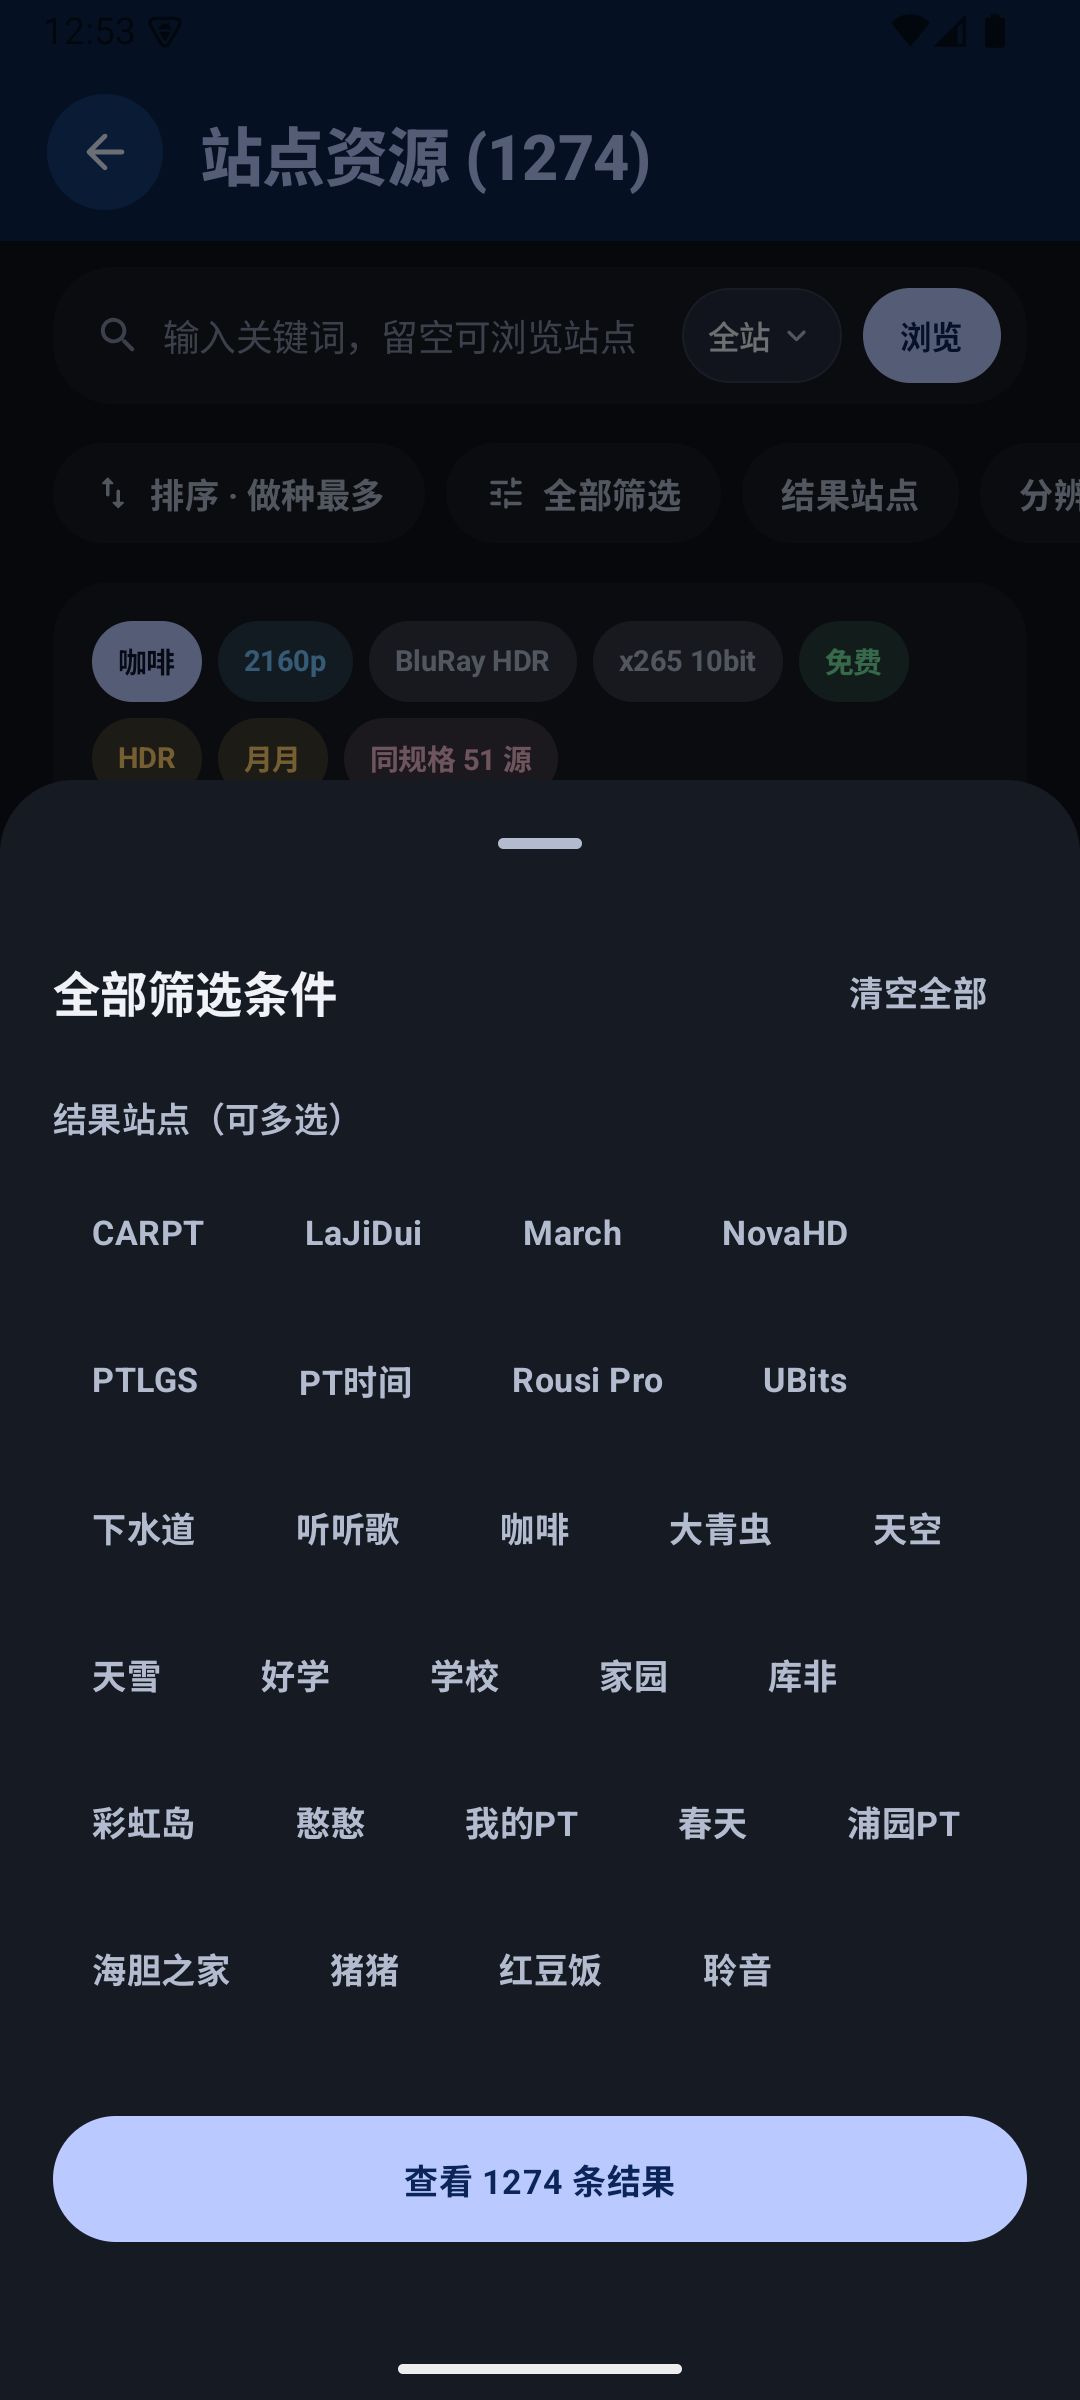 12:53
站点资源 (1274)
输入关键词，留空可浏览站点 全站 浏览
排序 · 做种最多 全部筛选 结果站点 分辨
咖啡 2160p BluRay HDR x265 10bit 免费
HDR 月月 同规格 51 源
全部筛选条件 清空全部
结果站点（可多选）
CARPT LaJiDui March NovaHD
PTLGS PT时间 Rousi Pro UBits
下水道 听听歌 咖啡 大青虫 天空
天雪 好学 学校 家园 库非
彩虹岛 憨憨 我的PT 春天 浦园PT
海胆之家 猪猪 红豆饭 聆音
查看 1274 条结果